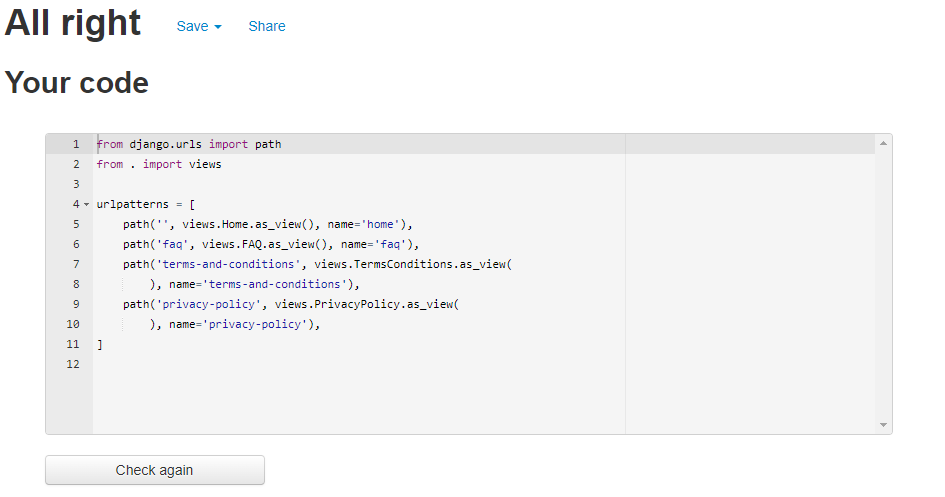 All right Save Share
Your code
1 from django.urls import path
2 from . import views
3
4 urlpatterns = [
5     path('', views.Home.as_view(), name='home'),
6     path('faq', views.FAQ.as_view(), name='faq'),
7     path('terms-and-conditions', views.TermsConditions.as_view(
8         ), name='terms-and-conditions'),
9     path('privacy-policy', views.PrivacyPolicy.as_view(
10         ), name='privacy-policy'),
11 ]
12
Check again